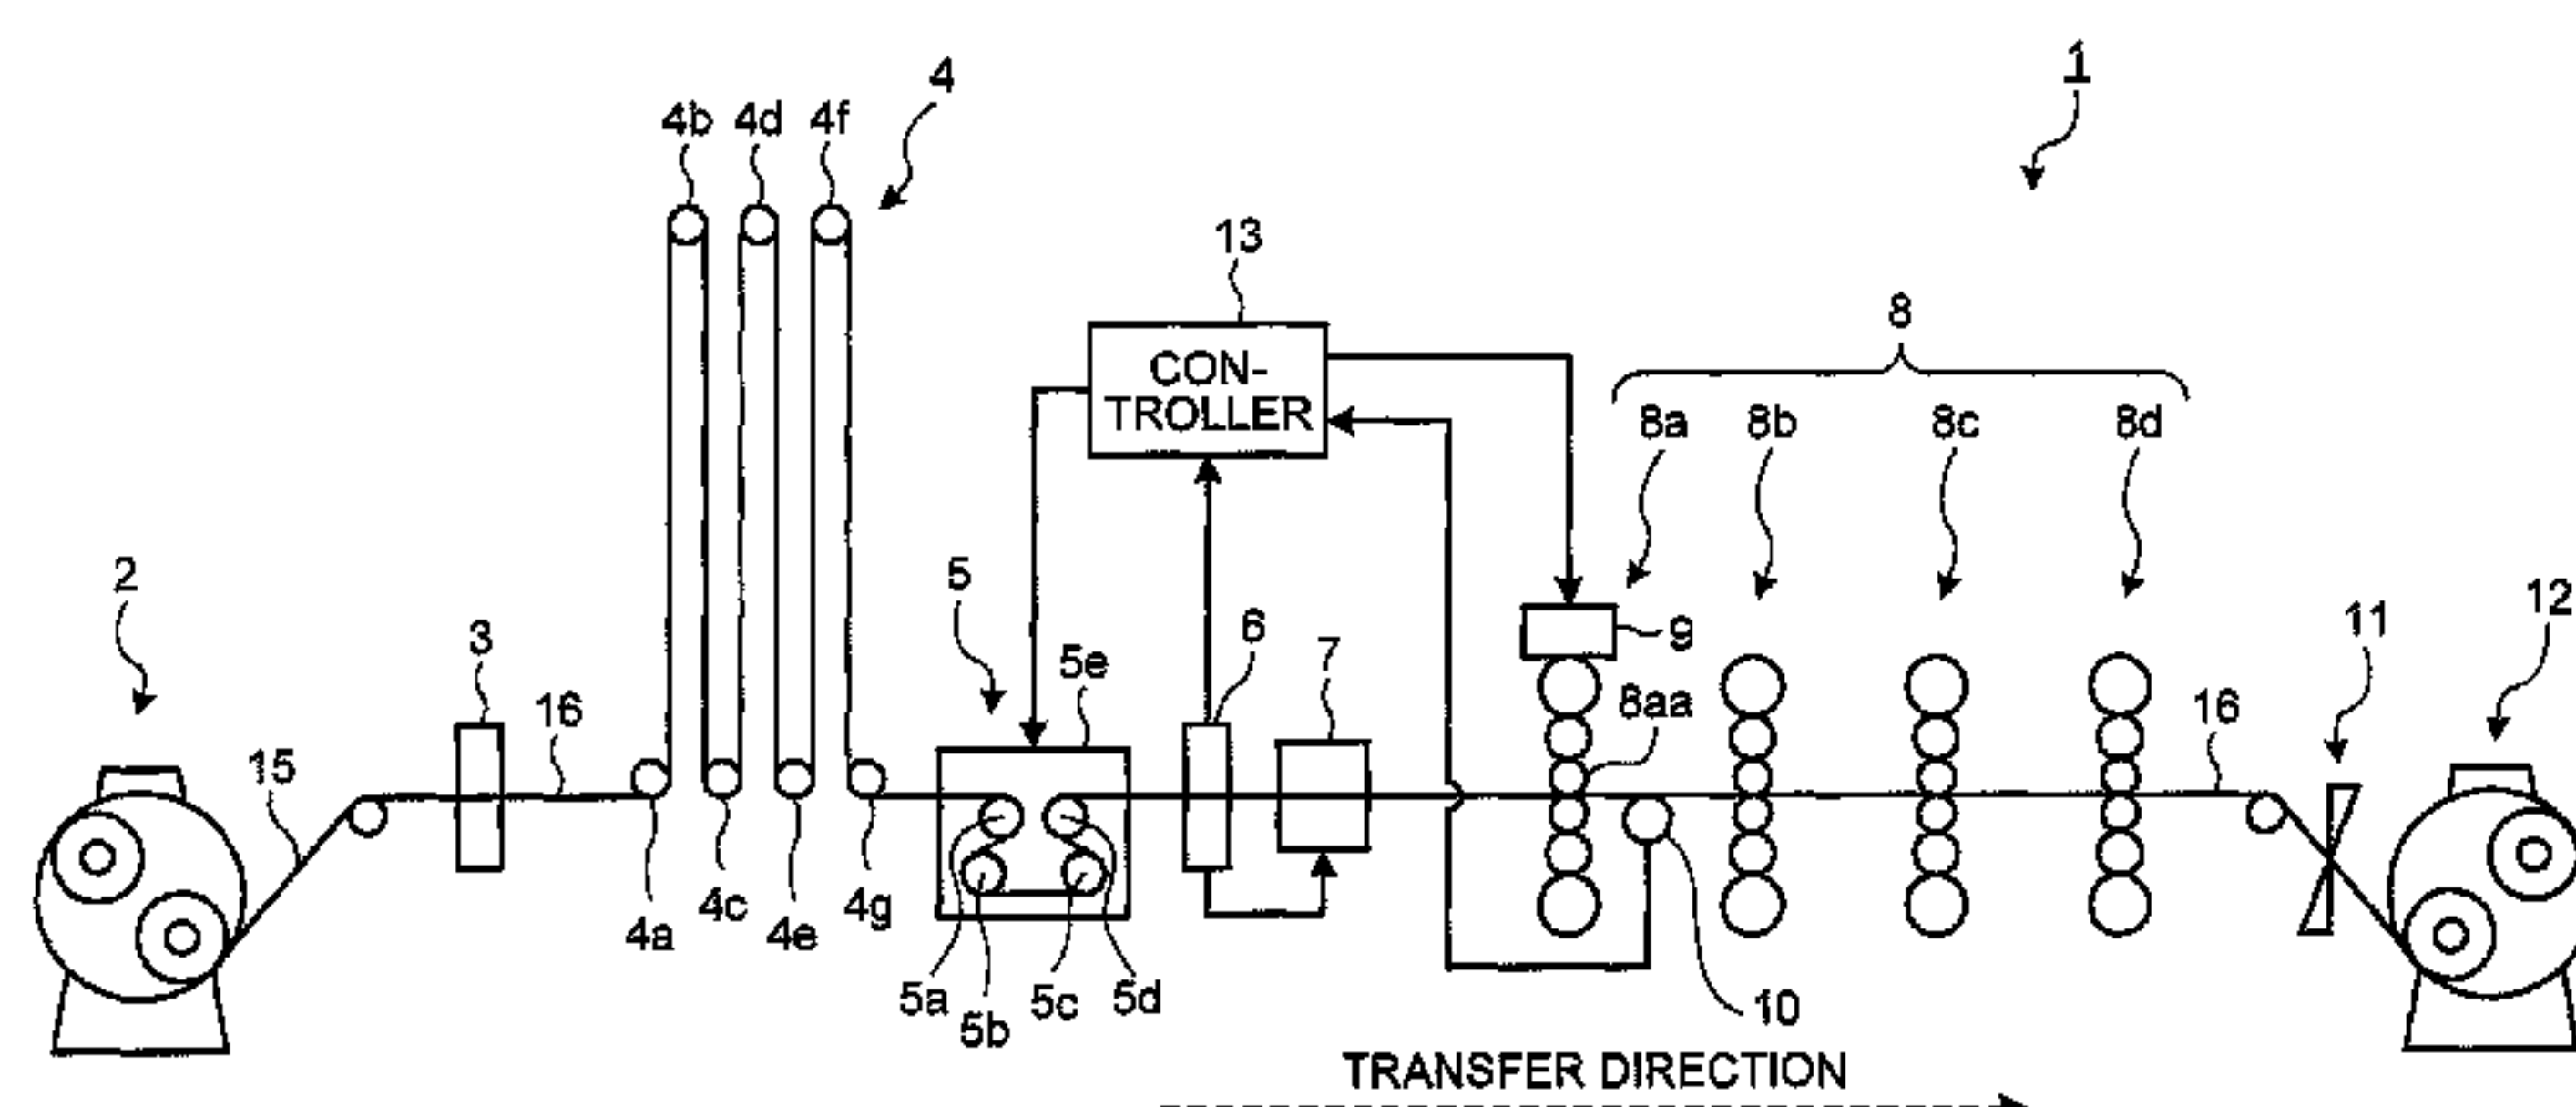 1
4
4b 4d 4f
13
CON-
TROLLER
8
8a 8b 8c 8d
2
3
5
5e
6
7
9
8aa
11
12
15
16
16
4a
4c
4e
4g
5a
5b
5c
5d
10
TRANSFER DIRECTION